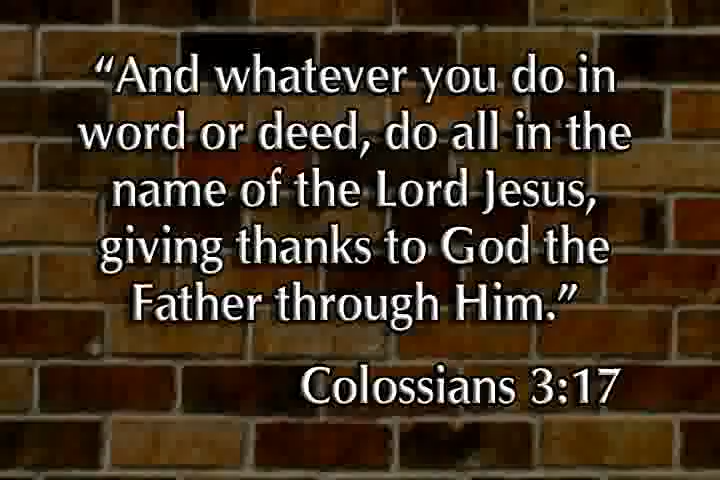 “And whatever you do in
word or deed, do all in the
name of the Lord Jesus,
giving thanks to God the
Father through Him.”
Colossians 3:17